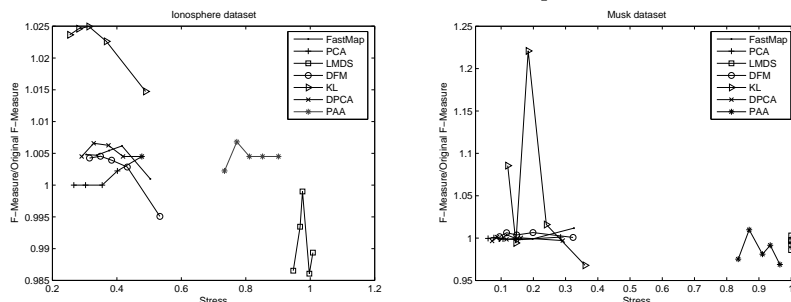 Ionosphere dataset
1.025
1.02
1.015
1.01
1.005
1
0.995
0.99
0.985
F−Measure/Original F−Measure
0.2 0.4 0.6 0.8 1 1.2
Stress
FastMap
PCA
LMDS
DFM
KL
DPCA
PAA
Musk dataset
1.25
1.2
1.15
1.1
1.05
1
0.95
F−Measure/Original F−Measure
0.1 0.2 0.3 0.4 0.5 0.6 0.7 0.8 0.9 1
Stress
FastMap
PCA
LMDS
DFM
KL
DPCA
PAA